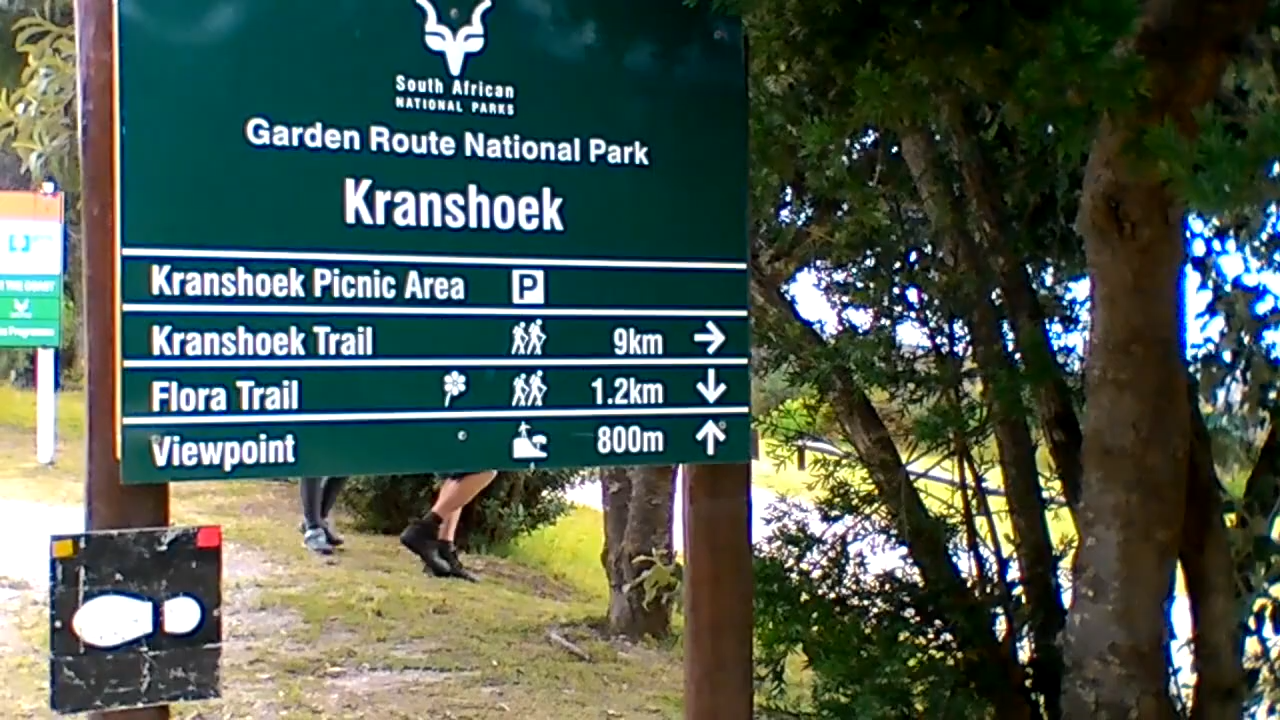 South African
NATIONAL PARKS
Garden Route National Park
Kranshoek
Kranshoek Picnic Area P
Kranshoek Trail 9km →
Flora Trail 1.2km ↓
Viewpoint 800m ↑